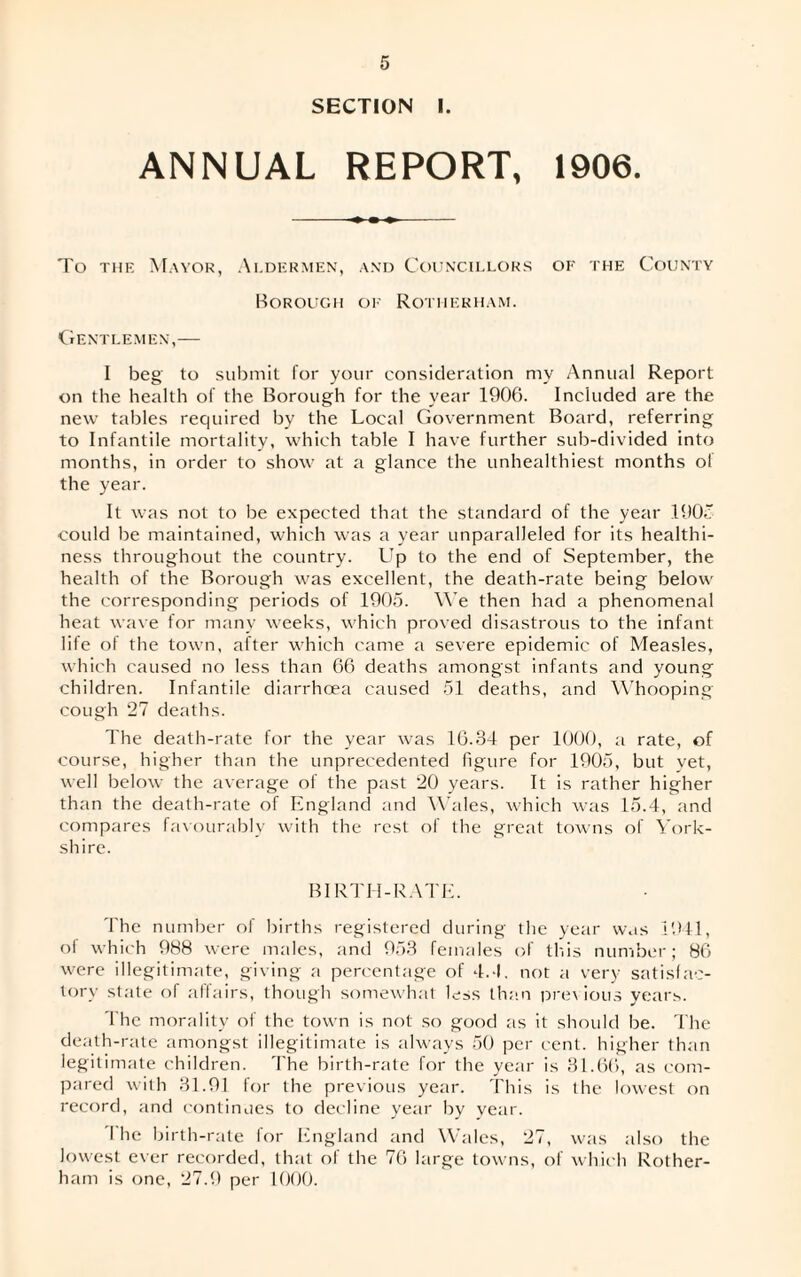 5
SECTION I.
ANNUAL REPORT, 1906.
To the Mayor, Aldermen, and Councillors of the County
Borough of Rotherham.
Gentlemen,—
I beg to submit for your consideration my Annual Report
on the health of the Borough for the year 1906. Included are the
new tables required by the Local Government Board, referring
to Infantile mortality, which table I have further sub-divided into
months, in order to show at a glance the unhealthiest months of
the year.
It was not to be expected that the standard of the year 1905
could be maintained, which was a year unparalleled for its healthi-
ness throughout the country. Up to the end of September, the
health of the Borough was excellent, the death-rate being below
the corresponding periods of 1905. We then had a phenomenal
heat wave for many weeks, which proved disastrous to the infant
life of the town, after which came a severe epidemic of Measles,
which caused no less than 66 deaths amongst infants and young
children. Infantile diarrhœa caused 51 deaths, and Whooping
cough 27 deaths.
The death-rate for the year was 16.34 per 1000, a rate, of
course, higher than the unprecedented figure for 1905, but yet,
well below the average of the past 20 years. It is rather higher
than the death-rate of England and Wales, which was 15.4, and
compares favourably with the rest of the great towns of York-
shire.
BIRTH-RATE.
The number of births registered during the year was 1941,
of which 988 were males, and 953 females of this number; 86
were illegitimate, giving a percentage of 4.4, not a very satisfac-
tory state of affairs, though somewhat less than previous years.
The morality of the town is not so good as it should be. The
death-rate amongst illegitimate is always 50 per cent. higher than
legitimate children. The birth-rate for the year is 31.66, as com-
pared with 31.91 for the previous year. This is the lowest on
record, and continues to decline year by year.
The birth-rate for England and Wales, 27, was also the
lowest ever recorded, that of the 76 large towns, of which Rother-
ham is one, 27.9 per 1000.